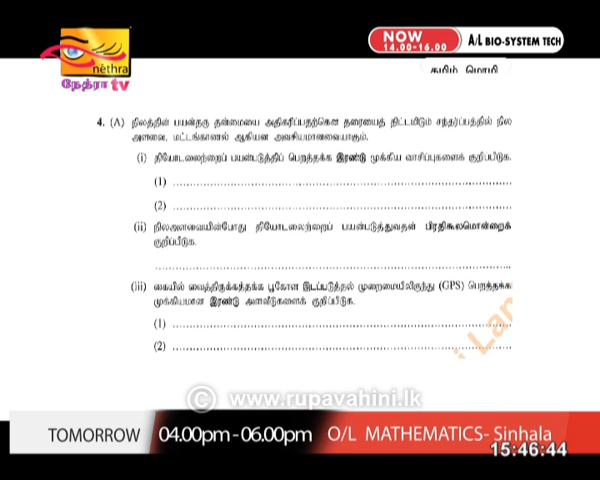 NOW
14.00-16.00
A/L BIO-SYSTEM TECH
nēthra
நேத்ரா tv
4. (A) நிலத்தின் பயன்தரு தன்மையை அதிகரிப்பதற்கென தரையைத் திட்டமிடும் சந்தர்ப்பத்தில் நில
அளவை, மட்டங்காணல் ஆகியன அவசியமானவையாகும்.
(i) தியோடலைற்றைப் பயன்படுத்திப் பெறத்தக்க இரண்டு முக்கிய வாசிப்புகளைக் குறிப்பிடுக.
(1) ........................................................
(2) ........................................................
(ii) நிலஅளவையின்போது தியோடலைற்றைப் பயன்படுத்துவதன் பிரதிகூலமொன்றைக்
குறிப்பிடுக.
........................................................
(iii) கையில் வைத்திருக்கத்தக்க பூகோள இடப்படுத்தல் முறைமையிலிருந்து (GPS) பெறத்தக்க
முக்கியமான இரண்டு அளவீடுகளைக் குறிப்பிடுக.
(1) ........................................................
(2) ........................................................
© www.rupavahini.lk
TOMORROW 04.00pm-06.00pm O/L MATHEMATICS- Sinhala
15:46:44